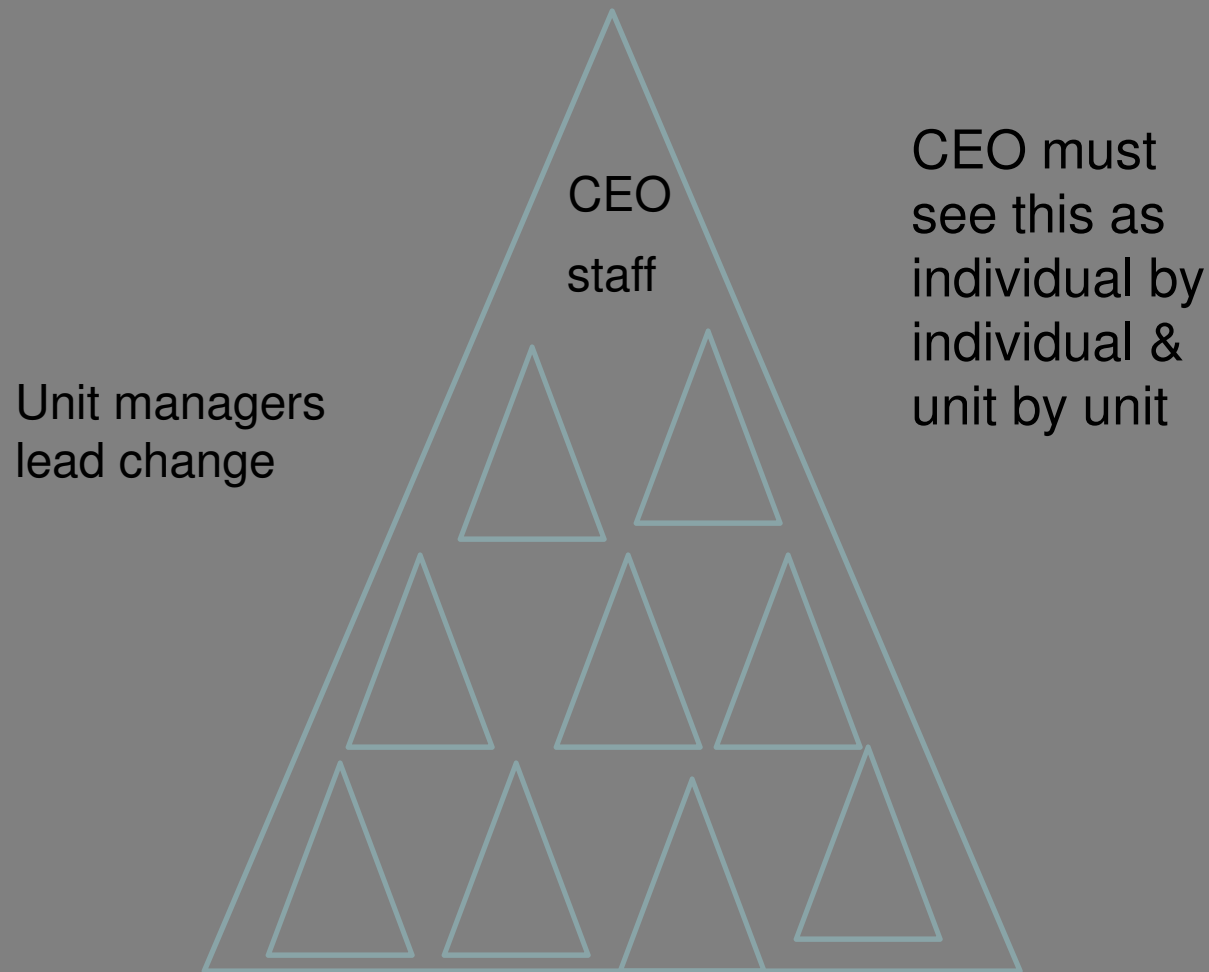 CEO
staff
CEO must
see this as
individual by
individual &
unit by unit
Unit managers
lead change